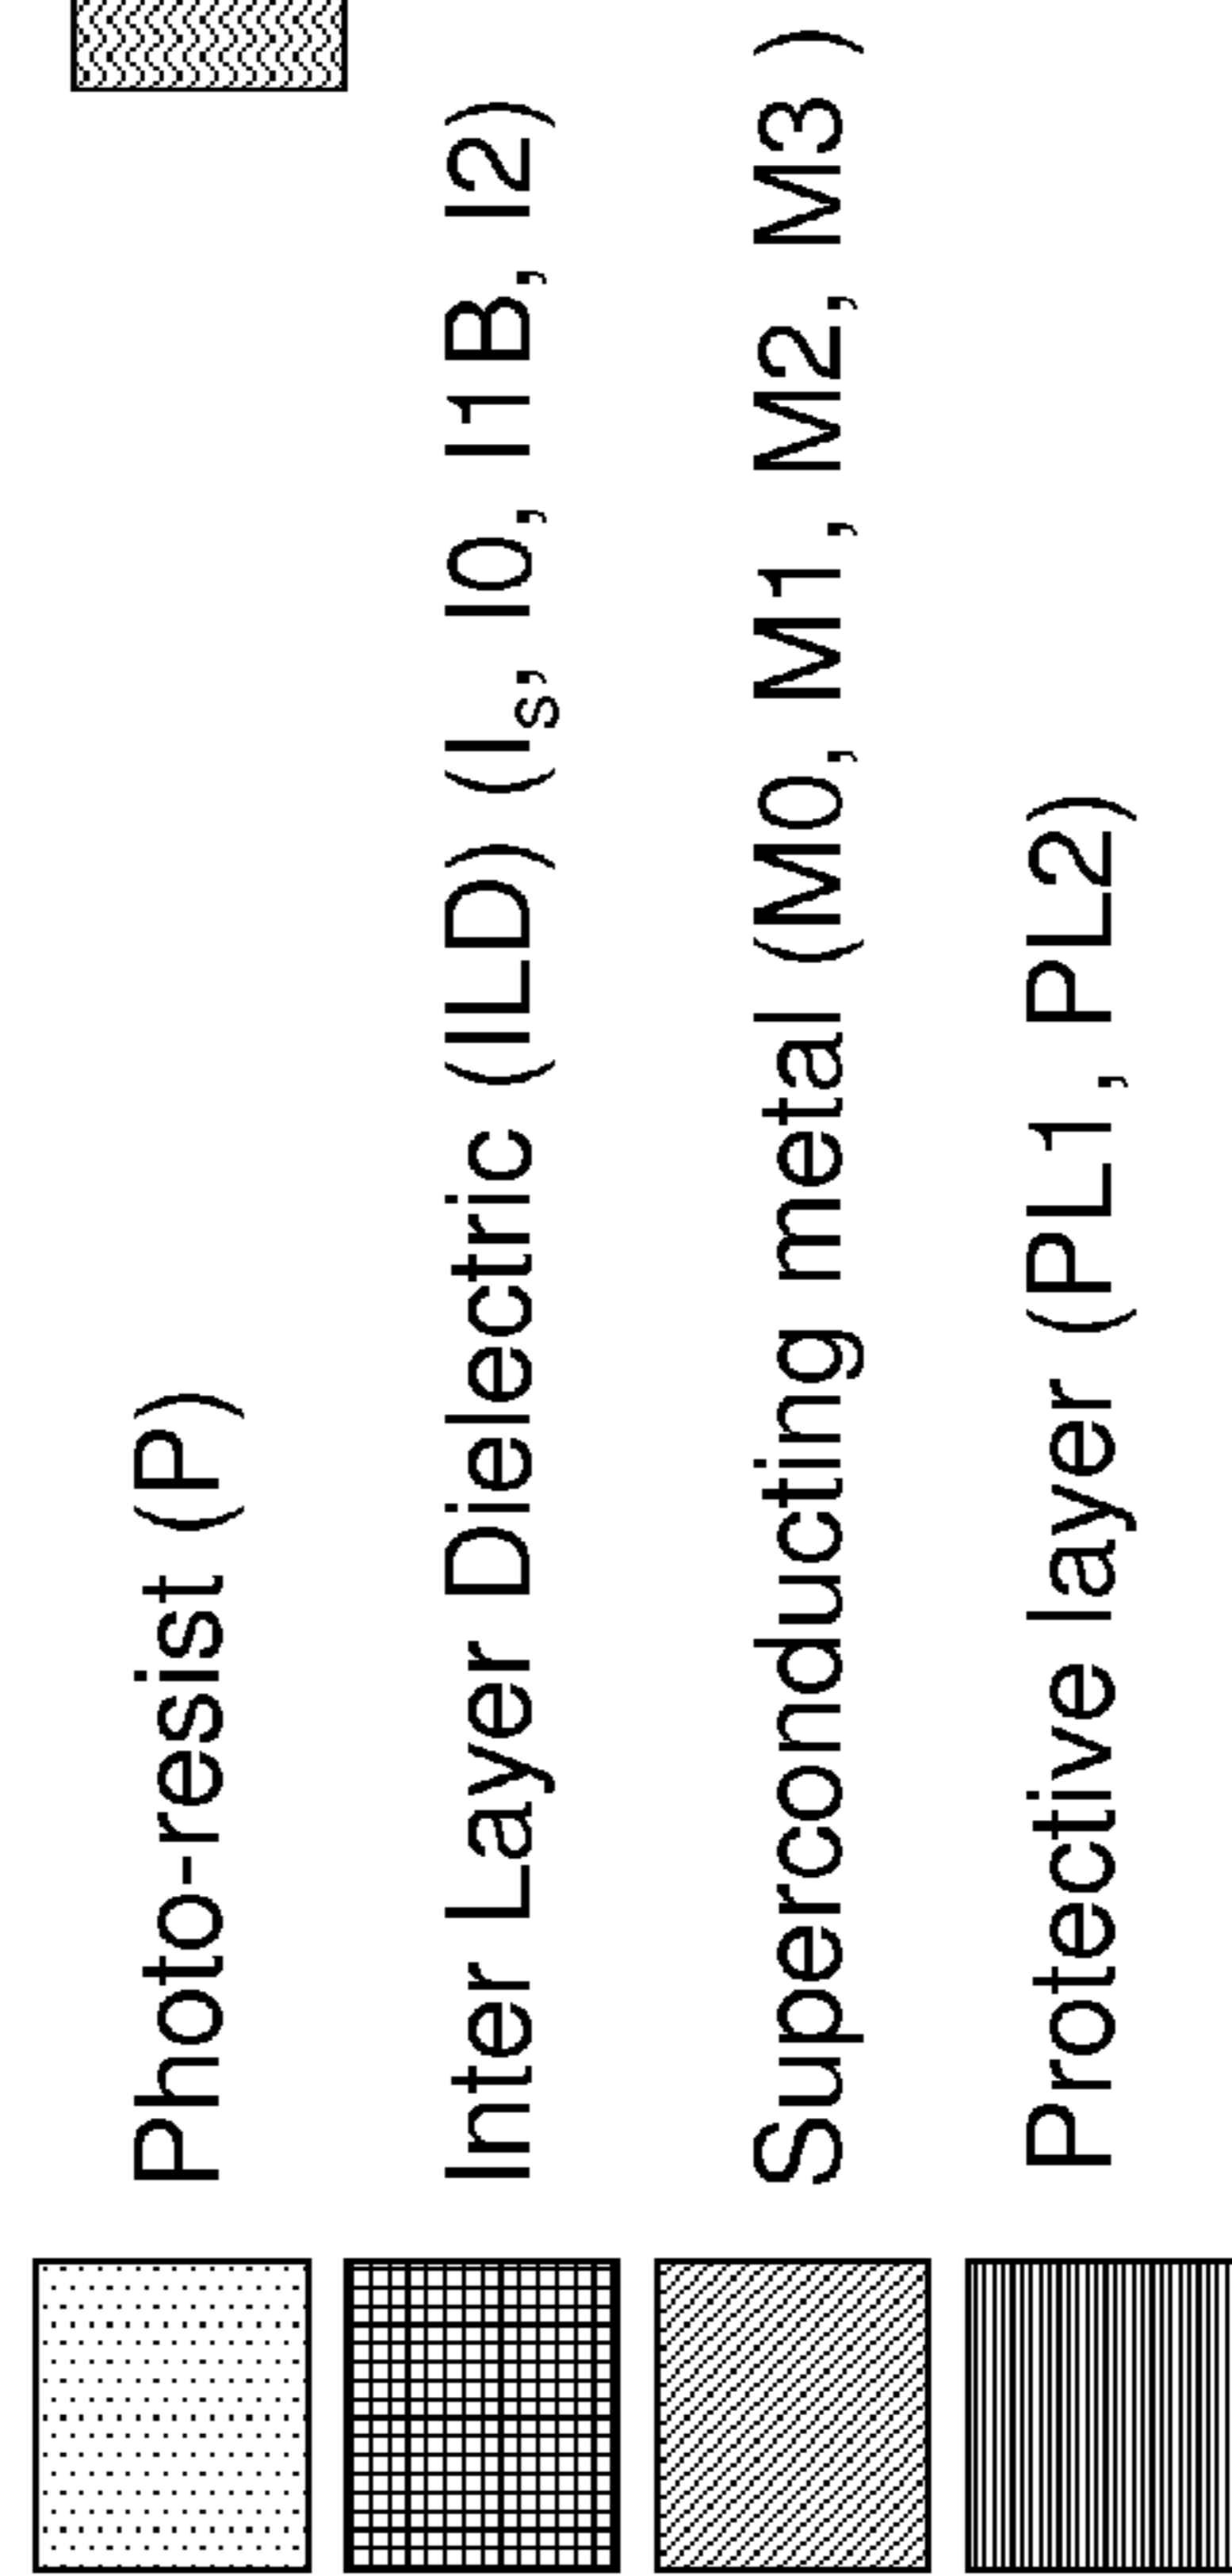 Photo-resist (P)
Inter Layer Dielectric (ILD) (Is, I0, I1B, I2)
Superconducting metal (M0, M1, M2, M3 )
Protective layer (PL1, PL2)